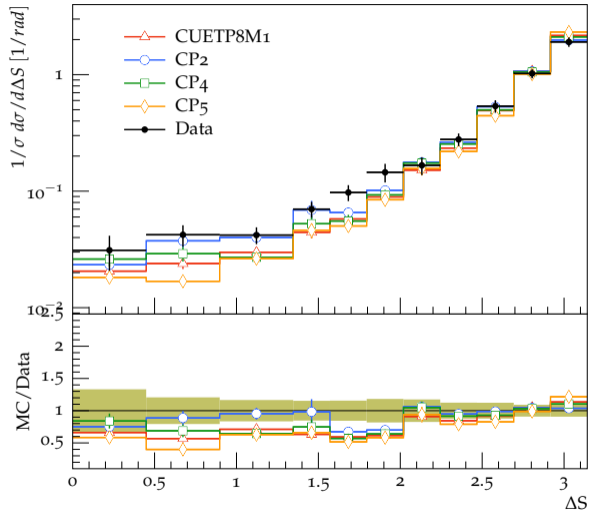 1/σ dσ/dΔS [1/rad]
CUETP8M1
CP2
CP4
CP5
Data
1
10⁻¹
10⁻²
2.5
2
1.5
1
0.5
MC/Data
0 0.5 1 1.5 2 2.5 3
ΔS